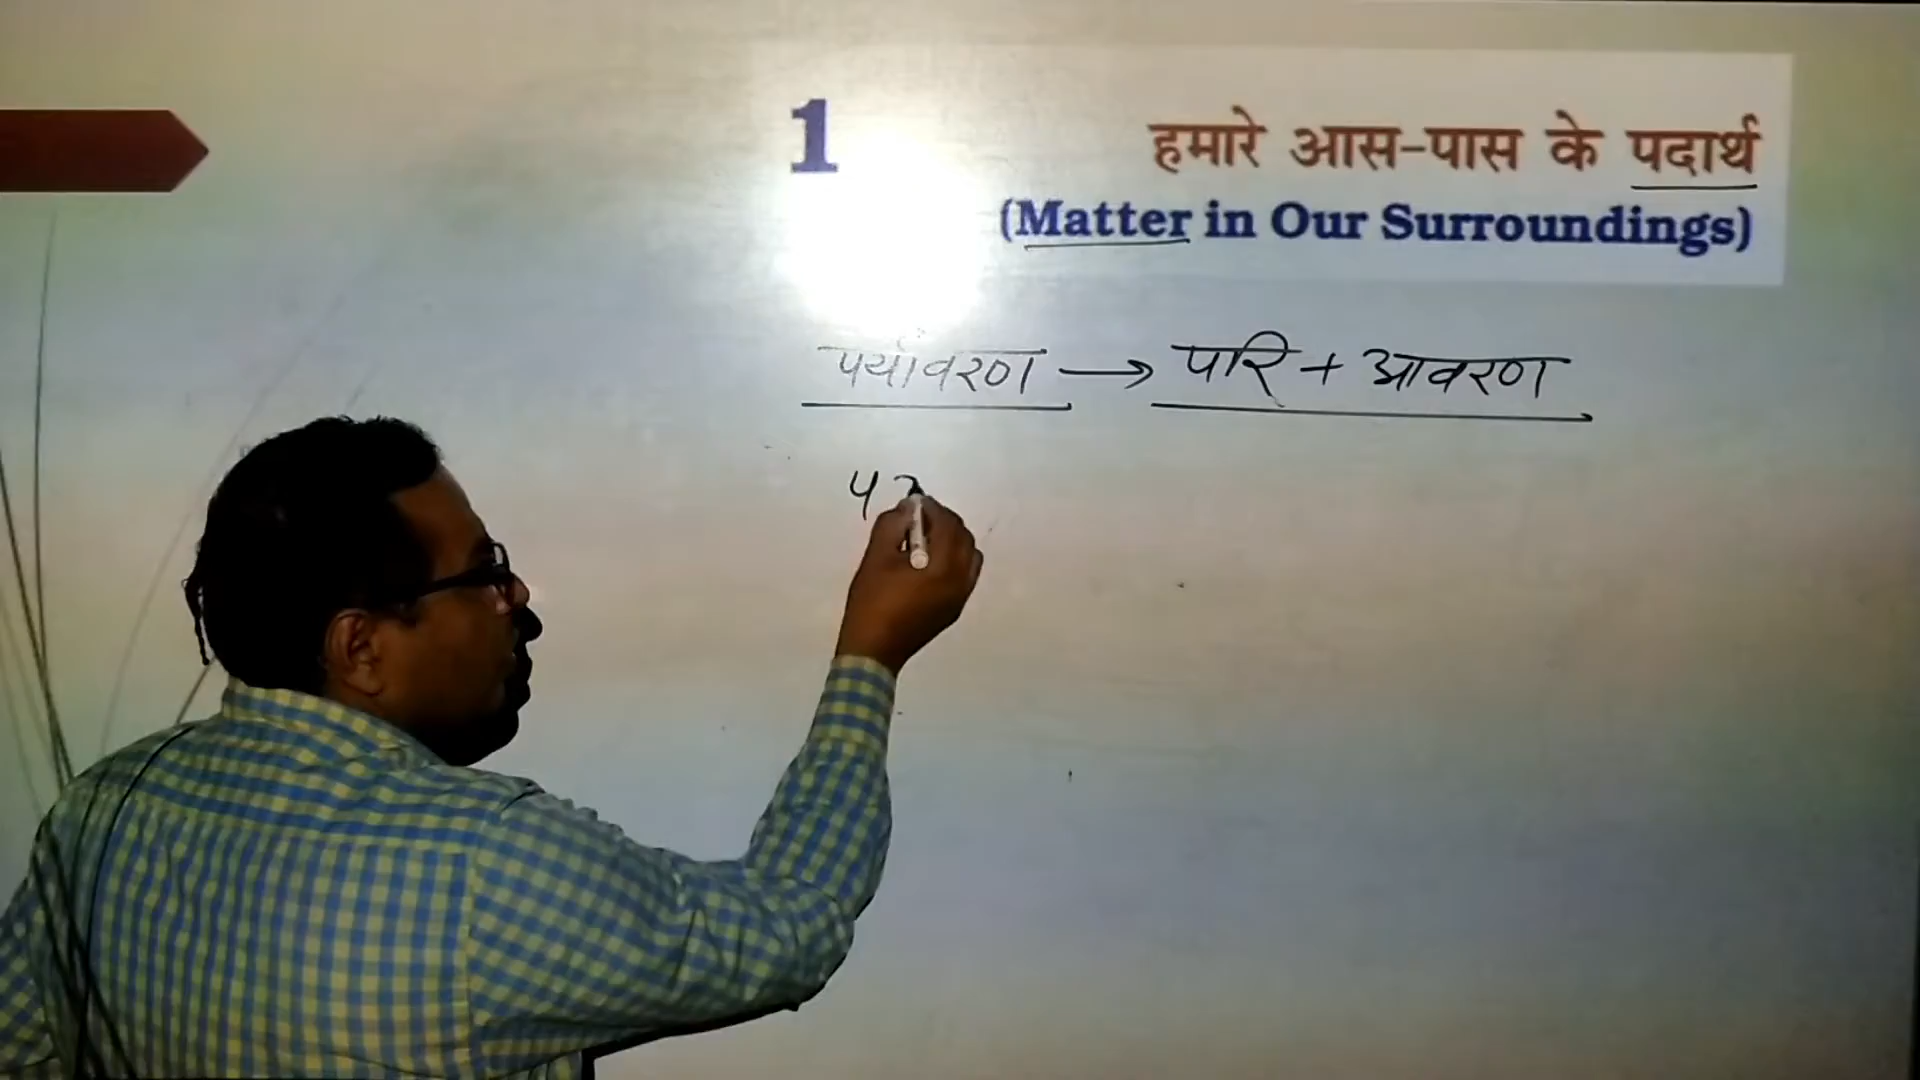 1
हमारे आस-पास के पदार्थ
(Matter in Our Surroundings)
पर्यावरण → परि + आवरण